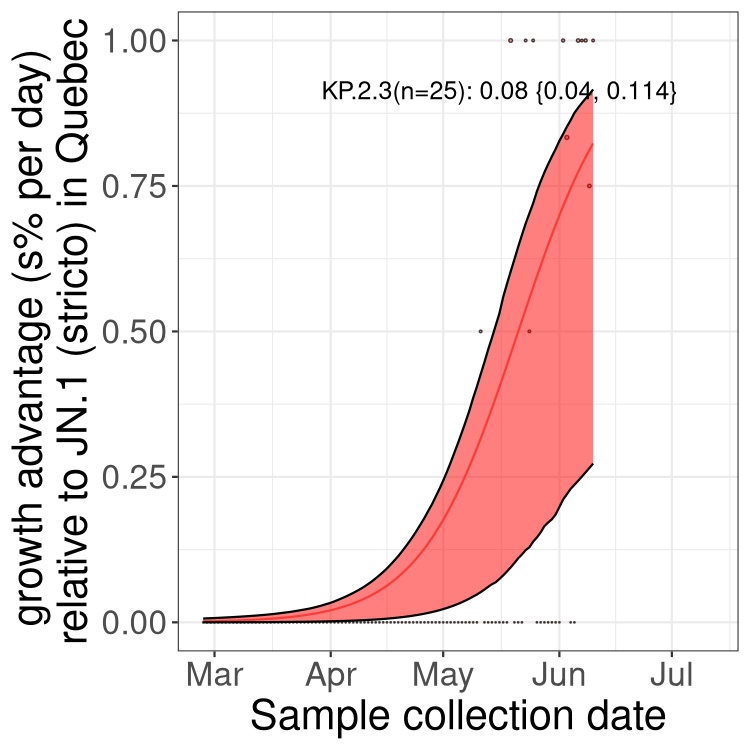 growth advantage (s% per day)
relative to JN.1 (stricto) in Quebec
1.00
0.75
0.50
0.25
0.00
KP.2.3(n=25): 0.08 {0.04, 0.114}
Mar Apr May Jun Jul
Sample collection date